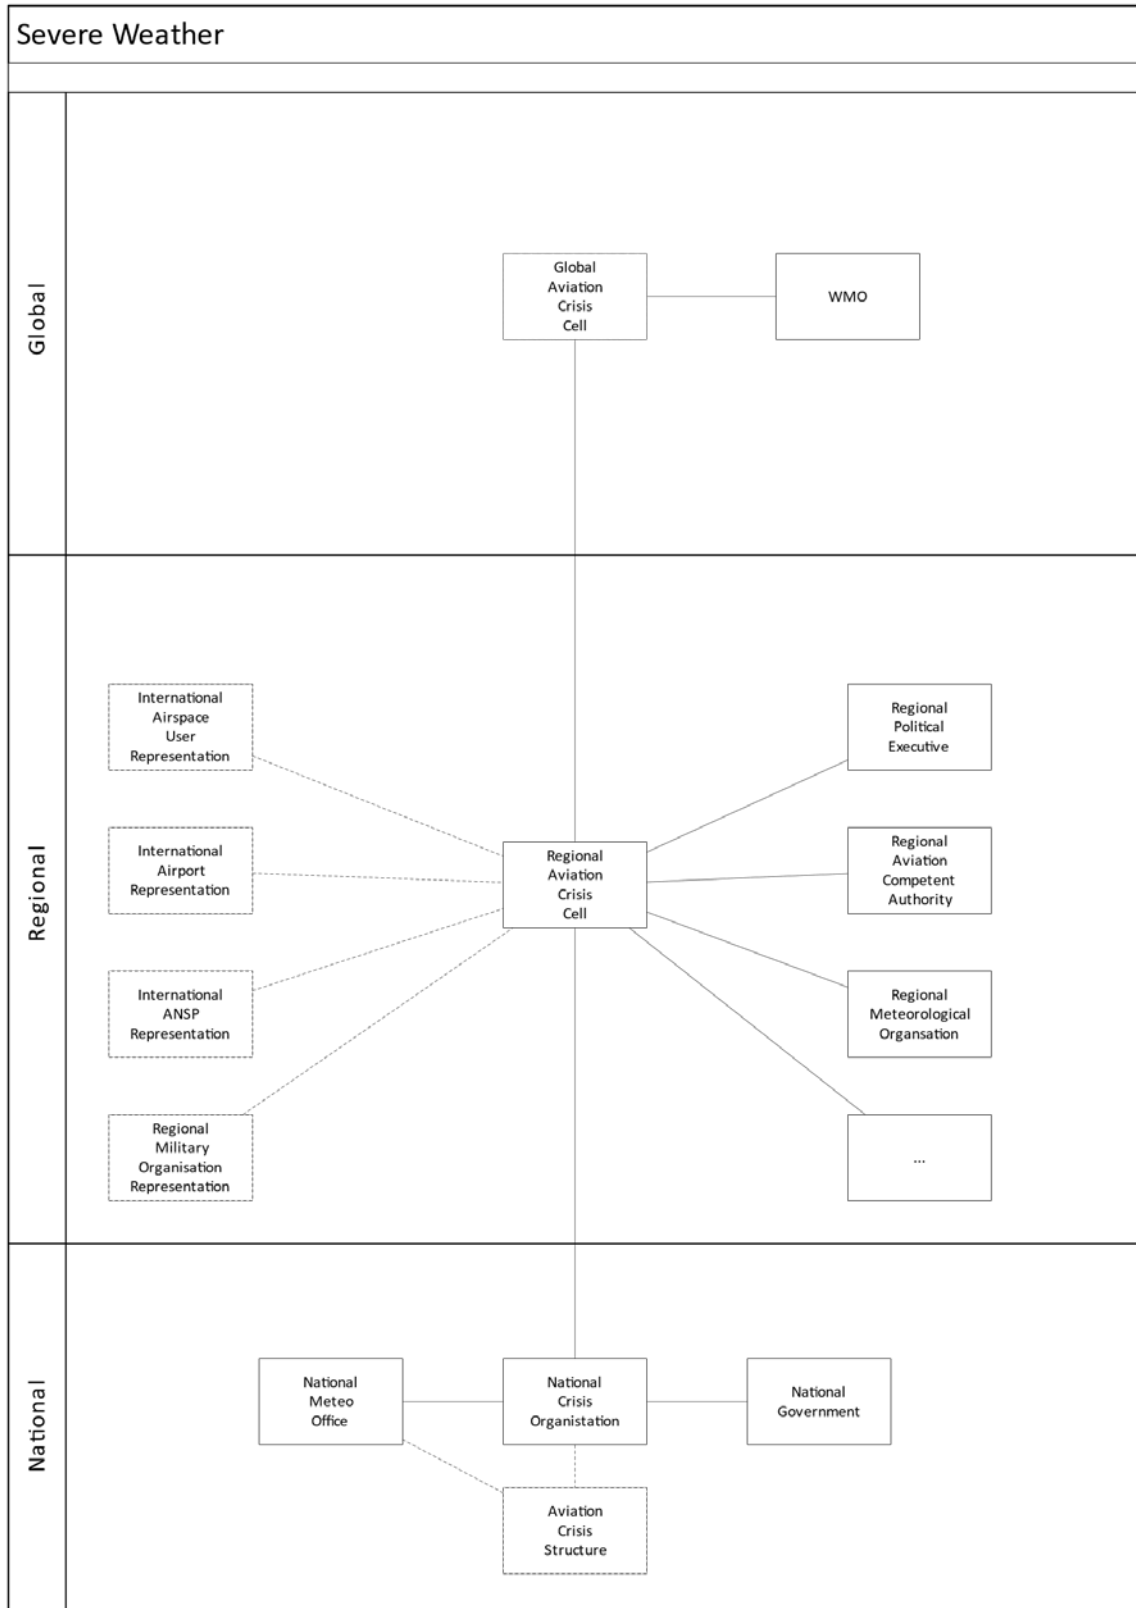 Severe Weather
Global
Global
Aviation
Crisis
Cell
WMO
Regional
International
Airspace
User
Representation
Regional
Political
Executive
International
Airport
Representation
Regional
Aviation
Crisis
Cell
Regional
Aviation
Competent
Authority
International
ANSP
Representation
Regional
Meteorological
Organsation
Regional
Military
Organisation
Representation
...
National
National
Meteo
Office
National
Crisis
Organistation
National
Government
Aviation
Crisis
Structure